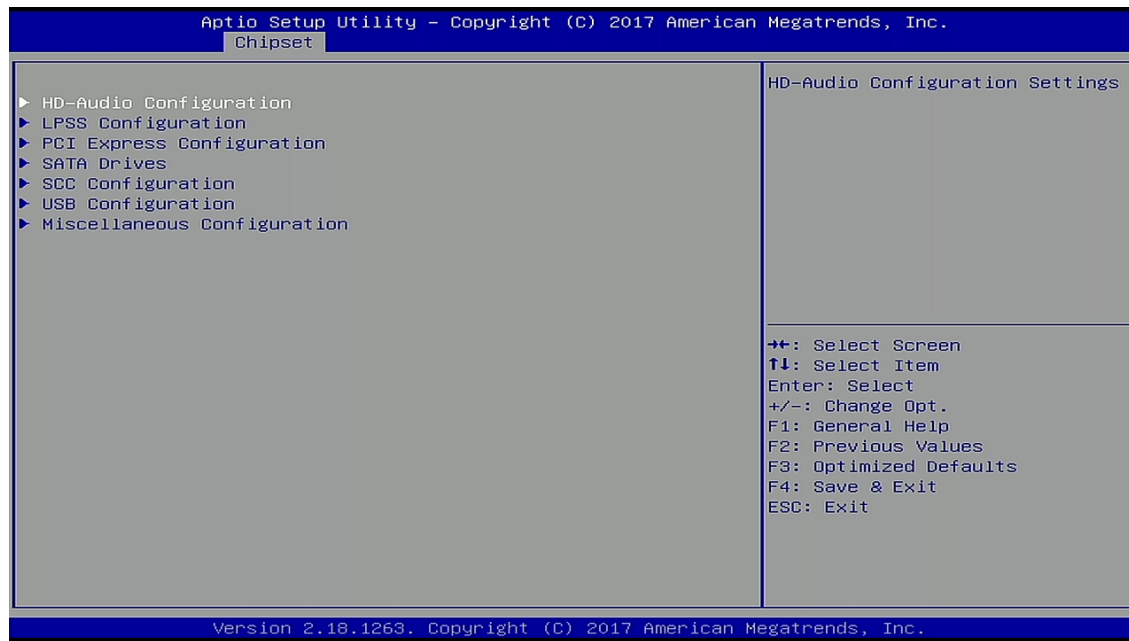 Aptio Setup Utility – Copyright (C) 2017 American Megatrends, Inc.
Chipset
HD-Audio Configuration
LPSS Configuration
PCI Express Configuration
SATA Drives
SCC Configuration
USB Configuration
Miscellaneous Configuration
HD-Audio Configuration Settings
→←: Select Screen
↑↓: Select Item
Enter: Select
+/-: Change Opt.
F1: General Help
F2: Previous Values
F3: Optimized Defaults
F4: Save & Exit
ESC: Exit
Version 2.18.1263. Copyright (C) 2017 American Megatrends, Inc.